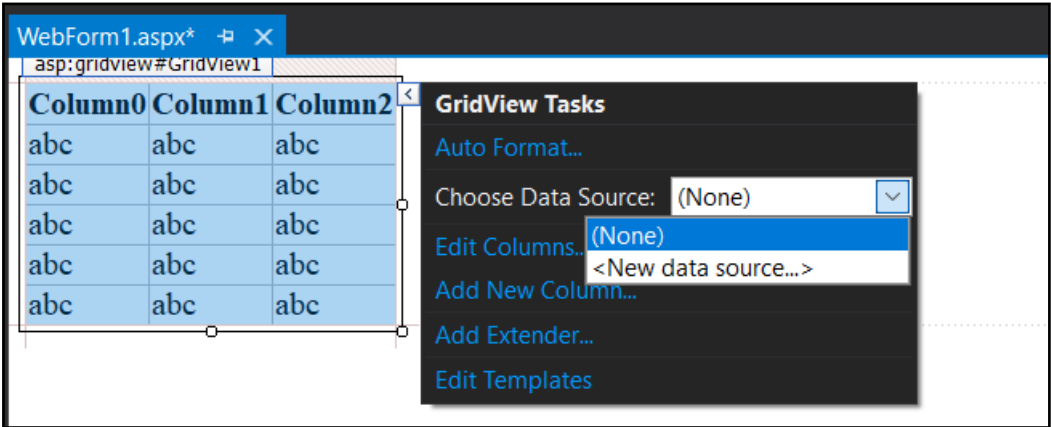 WebForm1.aspx*
asp:gridview#GridView1
Column0 Column1 Column2
abc abc abc
abc abc abc
abc abc abc
abc abc abc
abc abc abc
GridView Tasks
Auto Format...
Choose Data Source: (None)
(None)
<New data source...>
Edit Columns...
Add New Column...
Add Extender...
Edit Templates